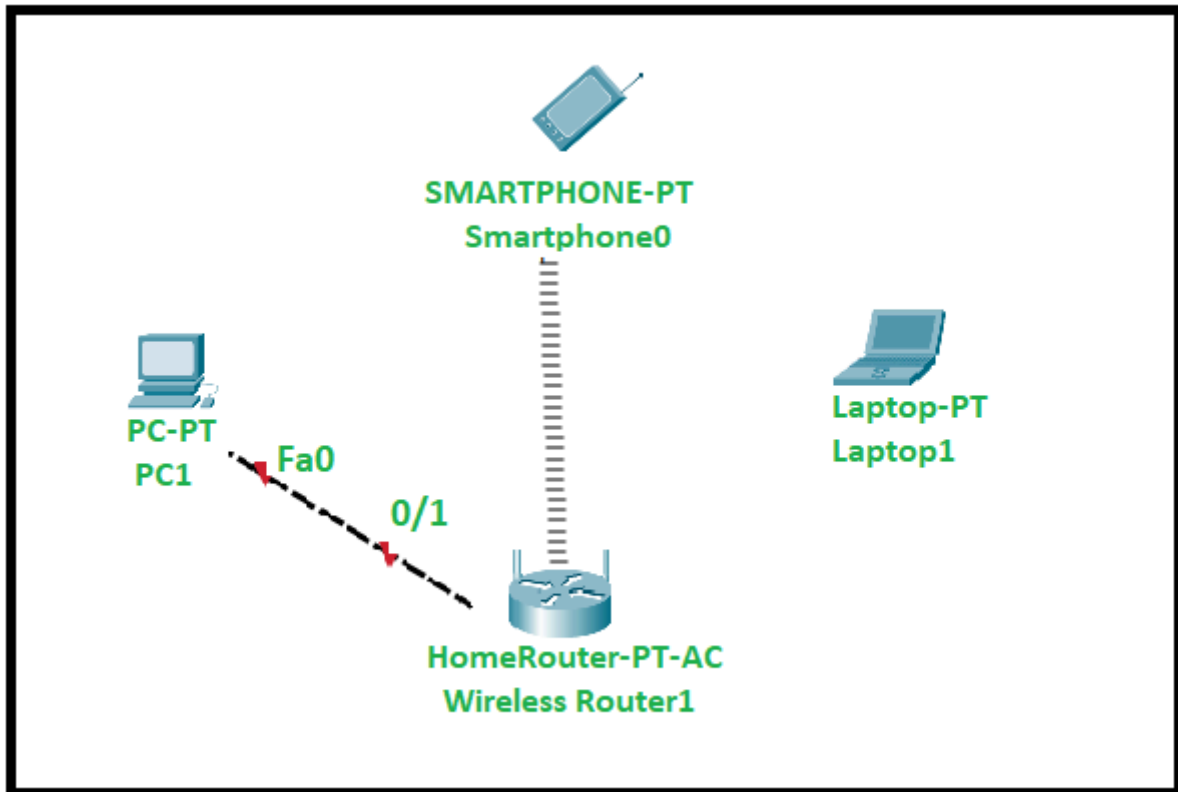 SMARTPHONE-PT
Smartphone0
PC-PT
PC1
Fa0
0/1
Laptop-PT
Laptop1
HomeRouter-PT-AC
Wireless Router1